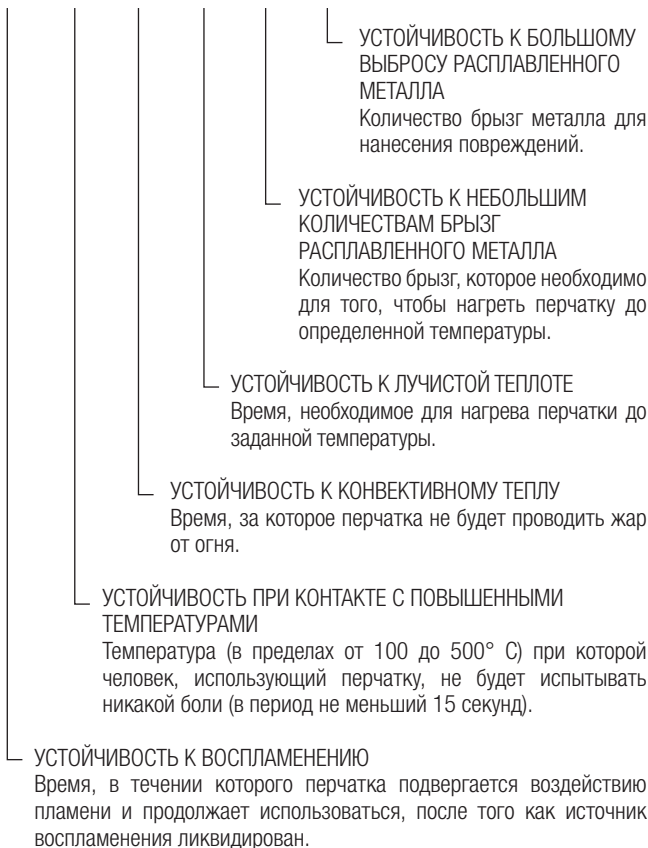 УСТОЙЧИВОСТЬ К БОЛЬШОМУ
ВЫБРОСУ РАСПЛАВЛЕННОГО
МЕТАЛЛА
Количество брызг металла для
нанесения повреждений.
УСТОЙЧИВОСТЬ К НЕБОЛЬШИМ
КОЛИЧЕСТВАМ БРЫЗГ
РАСПЛАВЛЕННОГО МЕТАЛЛА
Количество брызг, которое необходимо
для того, чтобы нагреть перчатку до
определенной температуры.
УСТОЙЧИВОСТЬ К ЛУЧИСТОЙ ТЕПЛОТЕ
Время, необходимое для нагрева перчатки до
заданной температуры.
УСТОЙЧИВОСТЬ К КОНВЕКТИВНОМУ ТЕПЛУ
Время, за которое перчатка не будет проводить жар
от огня.
УСТОЙЧИВОСТЬ ПРИ КОНТАКТЕ С ПОВЫШЕННЫМИ
ТЕМПЕРАТУРАМИ
Температура (в пределах от 100 до 500° С) при которой
человек, использующий перчатку, не будет испытывать
никакой боли (в период не меньший 15 секунд).
УСТОЙЧИВОСТЬ К ВОСПЛАМЕНЕНИЮ
Время, в течении которого перчатка подвергается воздействию
пламени и продолжает использоваться, после того как источник
воспламенения ликвидирован.